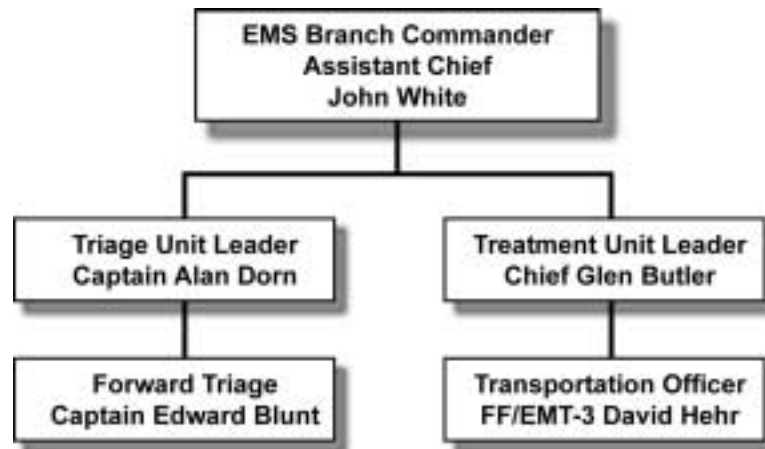 EMS Branch Commander
Assistant Chief
John White
Triage Unit Leader
Captain Alan Dorn
Treatment Unit Leader
Chief Glen Butler
Forward Triage
Captain Edward Blunt
Transportation Officer
FF/EMT-3 David Hehr